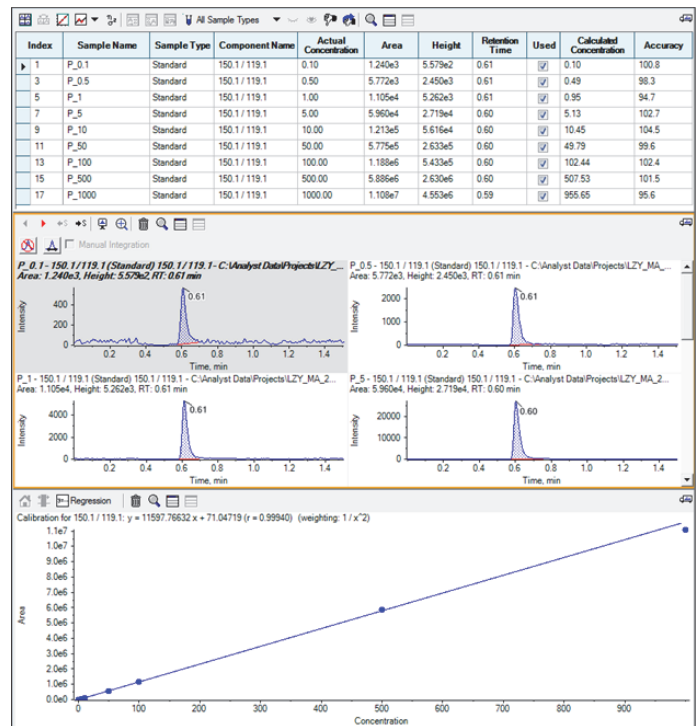 All Sample Types
Index Sample Name Sample Type Component Name Actual Concentration Area Height Retention Time Used Calculated Concentration Accuracy
1 P_0.1 Standard 150.1 / 119.1 0.10 1.240e3 5.579e2 0.61 0.10 100.8
3 P_0.5 Standard 150.1 / 119.1 0.50 5.772e3 2.450e3 0.61 0.49 98.3
5 P_1 Standard 150.1 / 119.1 1.00 1.105e4 5.262e3 0.61 0.95 94.7
7 P_5 Standard 150.1 / 119.1 5.00 5.960e4 2.719e4 0.60 5.13 102.7
9 P_10 Standard 150.1 / 119.1 10.00 1.213e5 5.616e4 0.60 10.45 104.5
11 P_50 Standard 150.1 / 119.1 50.00 5.775e5 2.633e5 0.60 49.79 99.6
13 P_100 Standard 150.1 / 119.1 100.00 1.188e6 5.433e5 0.60 102.44 102.4
15 P_500 Standard 150.1 / 119.1 500.00 5.886e6 2.630e6 0.60 507.53 101.5
17 P_1000 Standard 150.1 / 119.1 1000.00 1.108e7 4.553e6 0.59 955.65 95.6
Manual Integration
P_0.1 - 150.1 / 119.1 (Standard) 150.1 / 119.1 - C:\Analyst Data\Projects\LZY_...
Area: 1.240e3, Height: 5.579e2, RT: 0.61 min
0.61
400
200
0
Intensity
0.2 0.4 0.6 0.8 1.0 1.2 1.4
Time, min
P_0.5 - 150.1 / 119.1 (Standard) 150.1 / 119.1 - C:\Analyst Data\Projects\LZY_MA_...
Area: 5.772e3, Height: 2.450e3, RT: 0.61 min
0.61
2000
1000
0
Intensity
0.2 0.4 0.6 0.8 1.0 1.2 1.4
Time, min
P_1 - 150.1 / 119.1 (Standard) 150.1 / 119.1 - C:\Analyst Data\Projects\LZY_MA_2...
Area: 1.105e4, Height: 5.262e3, RT: 0.61 min
0.61
4000
2000
0
Intensity
0.2 0.4 0.6 0.8 1.0 1.2 1.4
Time, min
P_5 - 150.1 / 119.1 (Standard) 150.1 / 119.1 - C:\Analyst Data\Projects\LZY_MA_2...
Area: 5.960e4, Height: 2.719e4, RT: 0.60 min
0.60
20000
10000
0
Intensity
0.2 0.4 0.6 0.8 1.0 1.2 1.4
Time, min
Regression
Calibration for 150.1 / 119.1: y = 11597.76632 x + 71.04719 (r = 0.99940) (weighting: 1 / x^2)
1.1e7
1.0e7
9.0e6
8.0e6
7.0e6
6.0e6
5.0e6
4.0e6
3.0e6
2.0e6
1.0e6
0.0e0
Area
0 100 200 300 400 500 600 700 800 900
Concentration